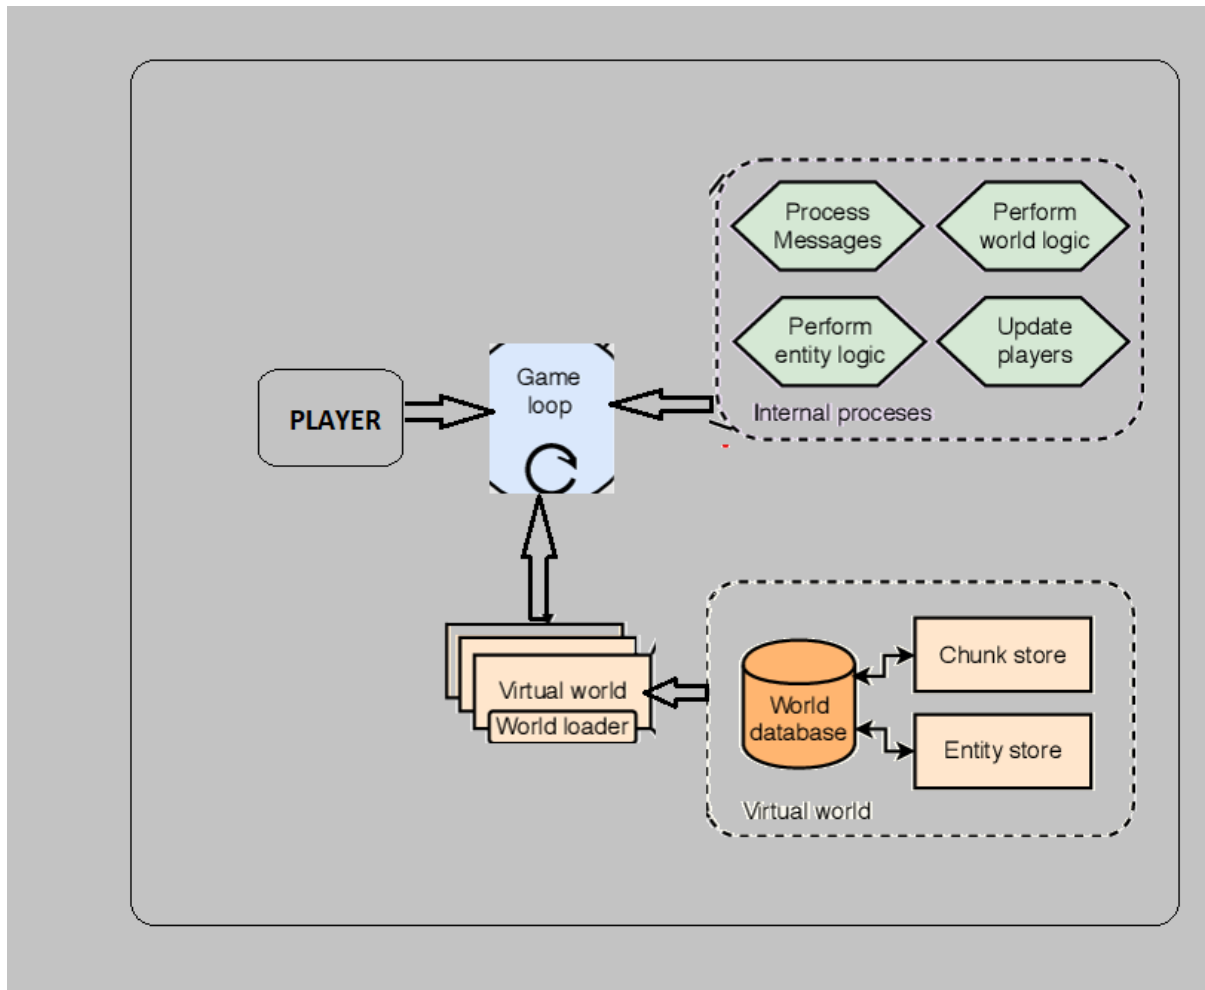 Process
Messages
Perform
world logic
Perform
entity logic
Update
players
Internal proceses
Game
loop
PLAYER
Virtual world
World loader
World
database
Chunk store
Entity store
Virtual world